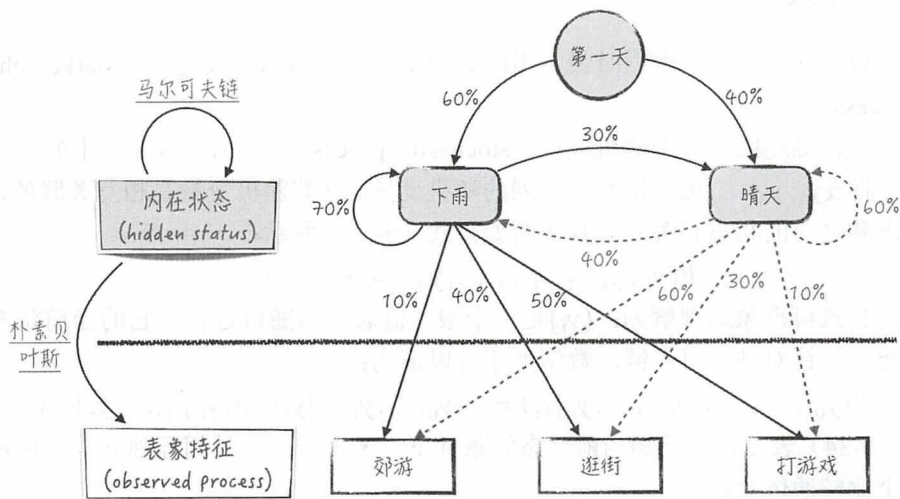 第一天
马尔可夫链
60%
40%
30%
内在状态
(hidden status)
下雨
晴天
70%
60%
40%
10%
40%
50%
60%
30%
10%
朴素贝
叶斯
表象特征
(observed process)
郊游
逛街
打游戏